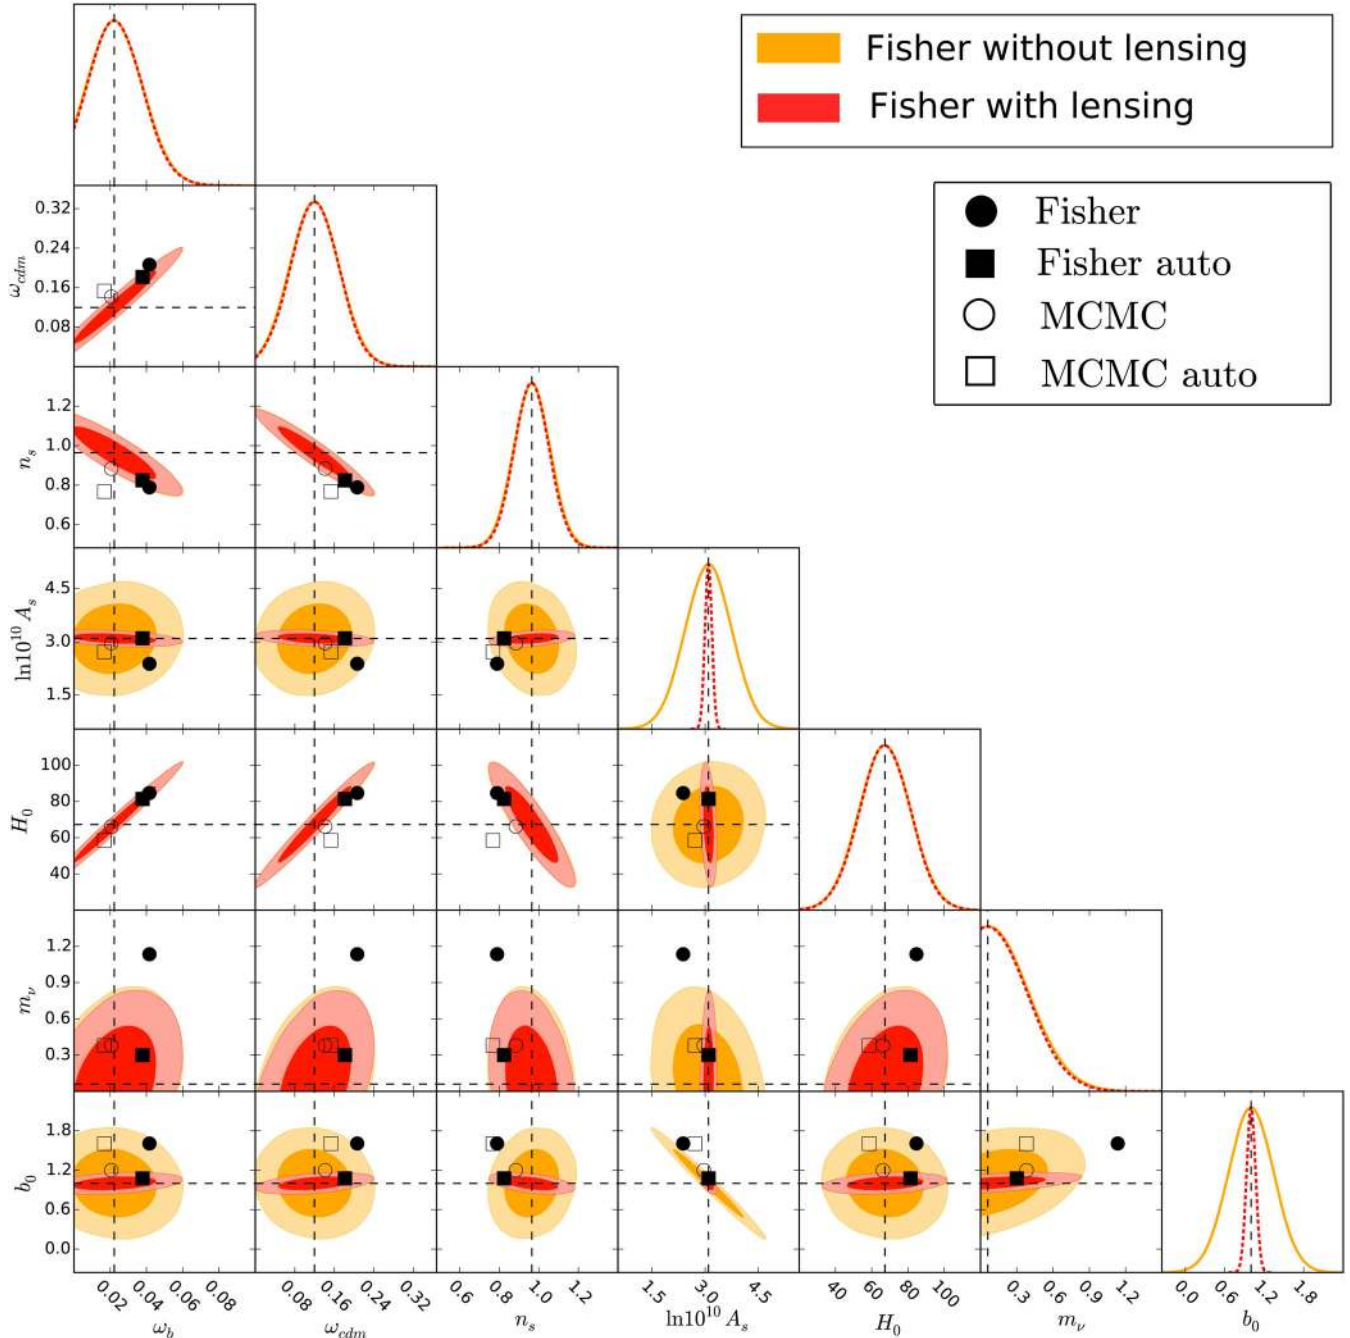 Fisher without lensing
Fisher with lensing
Fisher
Fisher auto
MCMC
MCMC auto
0.32
0.24
0.16
0.08
ω_cdm
1.2
1.0
0.8
0.6
n_s
4.5
3.0
1.5
ln10^10 A_s
100
80
60
40
H_0
1.2
0.9
0.6
0.3
m_ν
1.8
1.2
0.6
0.0
b_0
0.02 0.04 0.06 0.08 0.08 0.16 0.24 0.32 0.6 0.8 1.0 1.2 1.5 3.0 4.5 40 60 80 100 0.3 0.6 0.9 1.2 0.0 0.6 1.2 1.8
ω_b ω_cdm n_s ln10^10 A_s H_0 m_ν b_0